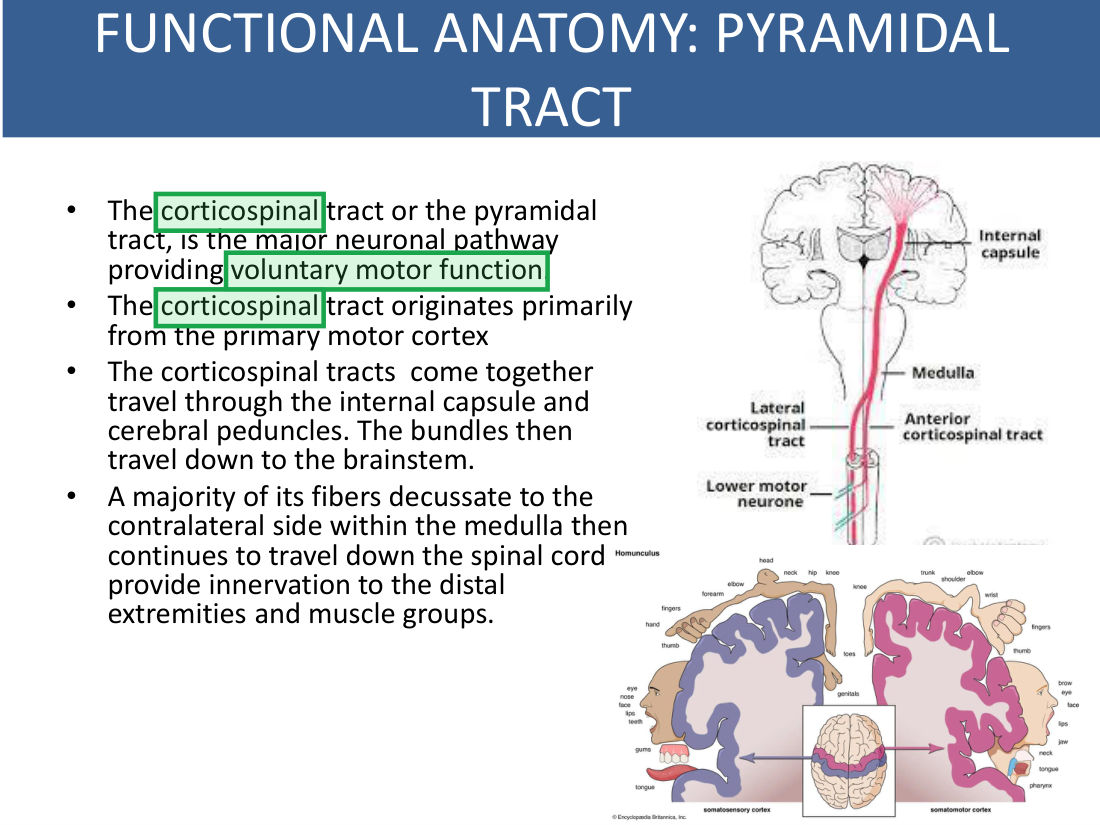 FUNCTIONAL ANATOMY: PYRAMIDAL
TRACT
• The corticospinal tract or the pyramidal
tract, is the major neuronal pathway
providing voluntary motor function
• The corticospinal tract originates primarily
from the primary motor cortex
• The corticospinal tracts come together
travel through the internal capsule and
cerebral peduncles. The bundles then
travel down to the brainstem.
• A majority of its fibers decussate to the
contralateral side within the medulla then
continues to travel down the spinal cord
provide innervation to the distal
extremities and muscle groups.
Internal
capsule
Medulla
Lateral
corticospinal
tract
Anterior
corticospinal tract
Lower motor
neurone
Homunculus
head
neck
hip
knee
elbow
forearm
fingers
hand
thumb
eye
nose
face
lips
teeth
gums
tongue
toes
genitals
knee
trunk
shoulder
elbow
wrist
fingers
thumb
brow
eye
face
lips
jaw
neck
tongue
pharynx
somatosensory cortex
somatomotor cortex
© Encyclopædia Britannica, Inc.